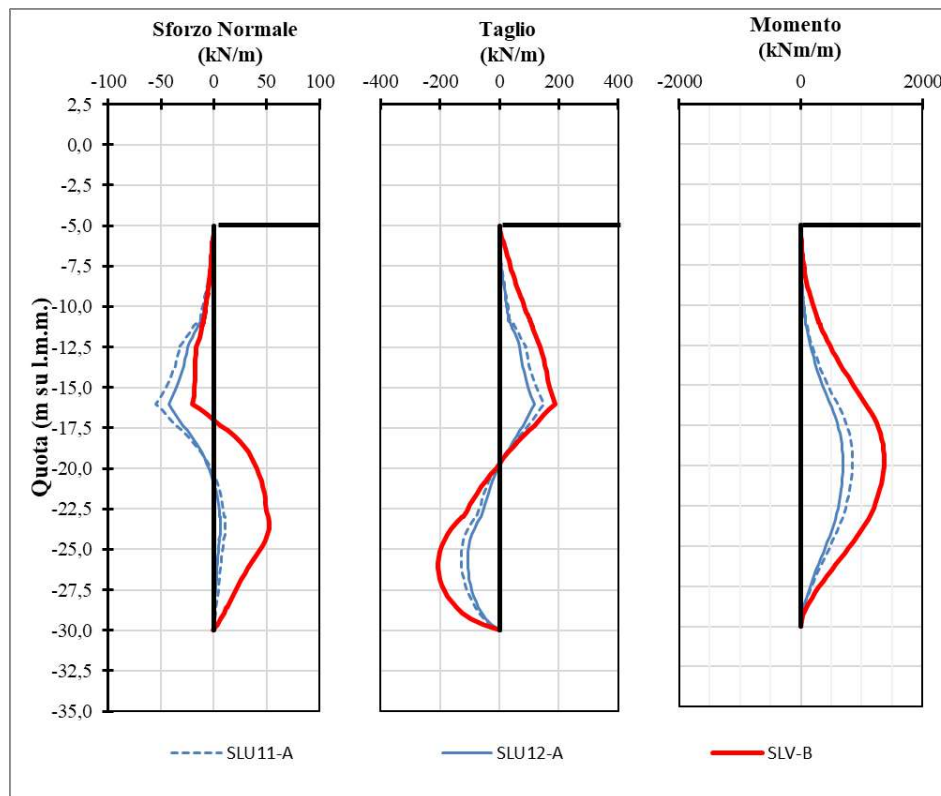 Sforzo Normale
(kN/m)
Taglio
(kN/m)
Momento
(kNm/m)
-100 -50 0 50 100
-400 -200 0 200 400
-2000 0 2000
2,5
0,0
-2,5
-5,0
-7,5
-10,0
-12,5
-15,0
-17,5
-20,0
-22,5
-25,0
-27,5
-30,0
-32,5
-35,0
Quota (m su l.m.m.)
SLU11-A
SLU12-A
SLV-B